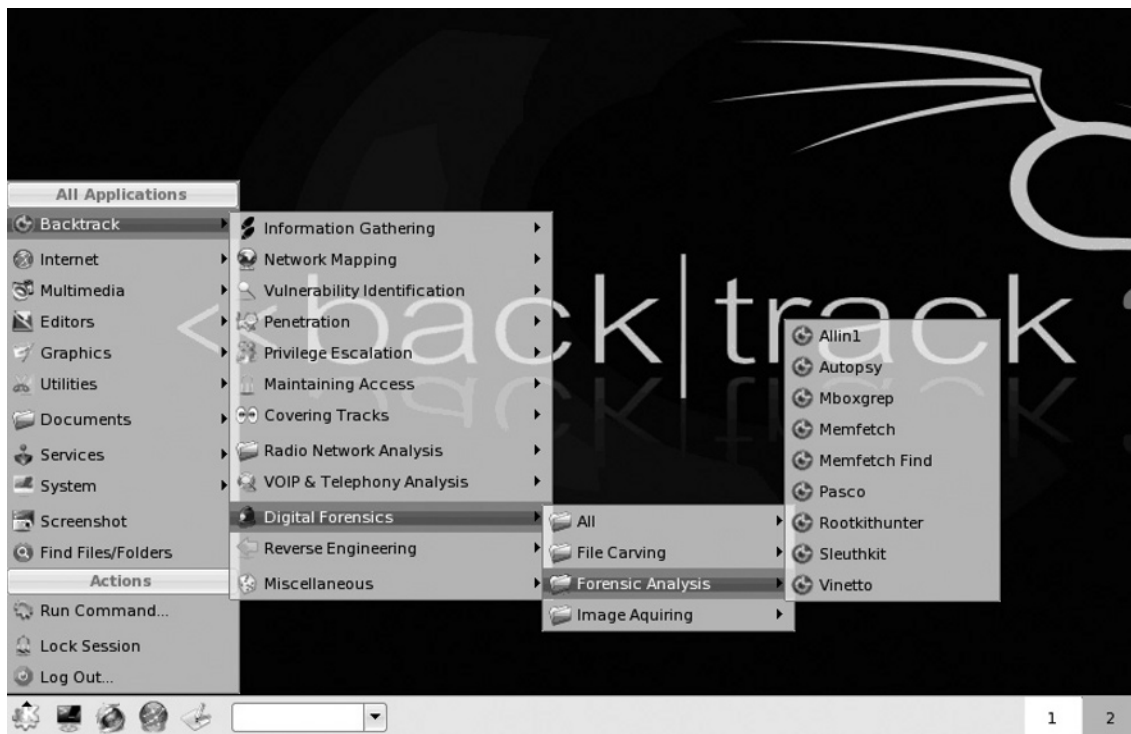 All Applications
Backtrack
Internet
Multimedia
Editors
Graphics
Utilities
Documents
Services
System
Screenshot
Find Files/Folders
Actions
Run Command...
Lock Session
Log Out...
Information Gathering
Network Mapping
Vulnerability Identification
Penetration
Privilege Escalation
Maintaining Access
Covering Tracks
Radio Network Analysis
VOIP & Telephony Analysis
Digital Forensics
Reverse Engineering
Miscellaneous
All
File Carving
Forensic Analysis
Image Aquiring
Allin1
Autopsy
Mboxgrep
Memfetch
Memfetch Find
Pasco
Rootkithunter
Sleuthkit
Vinetto
<<back|track
1 2